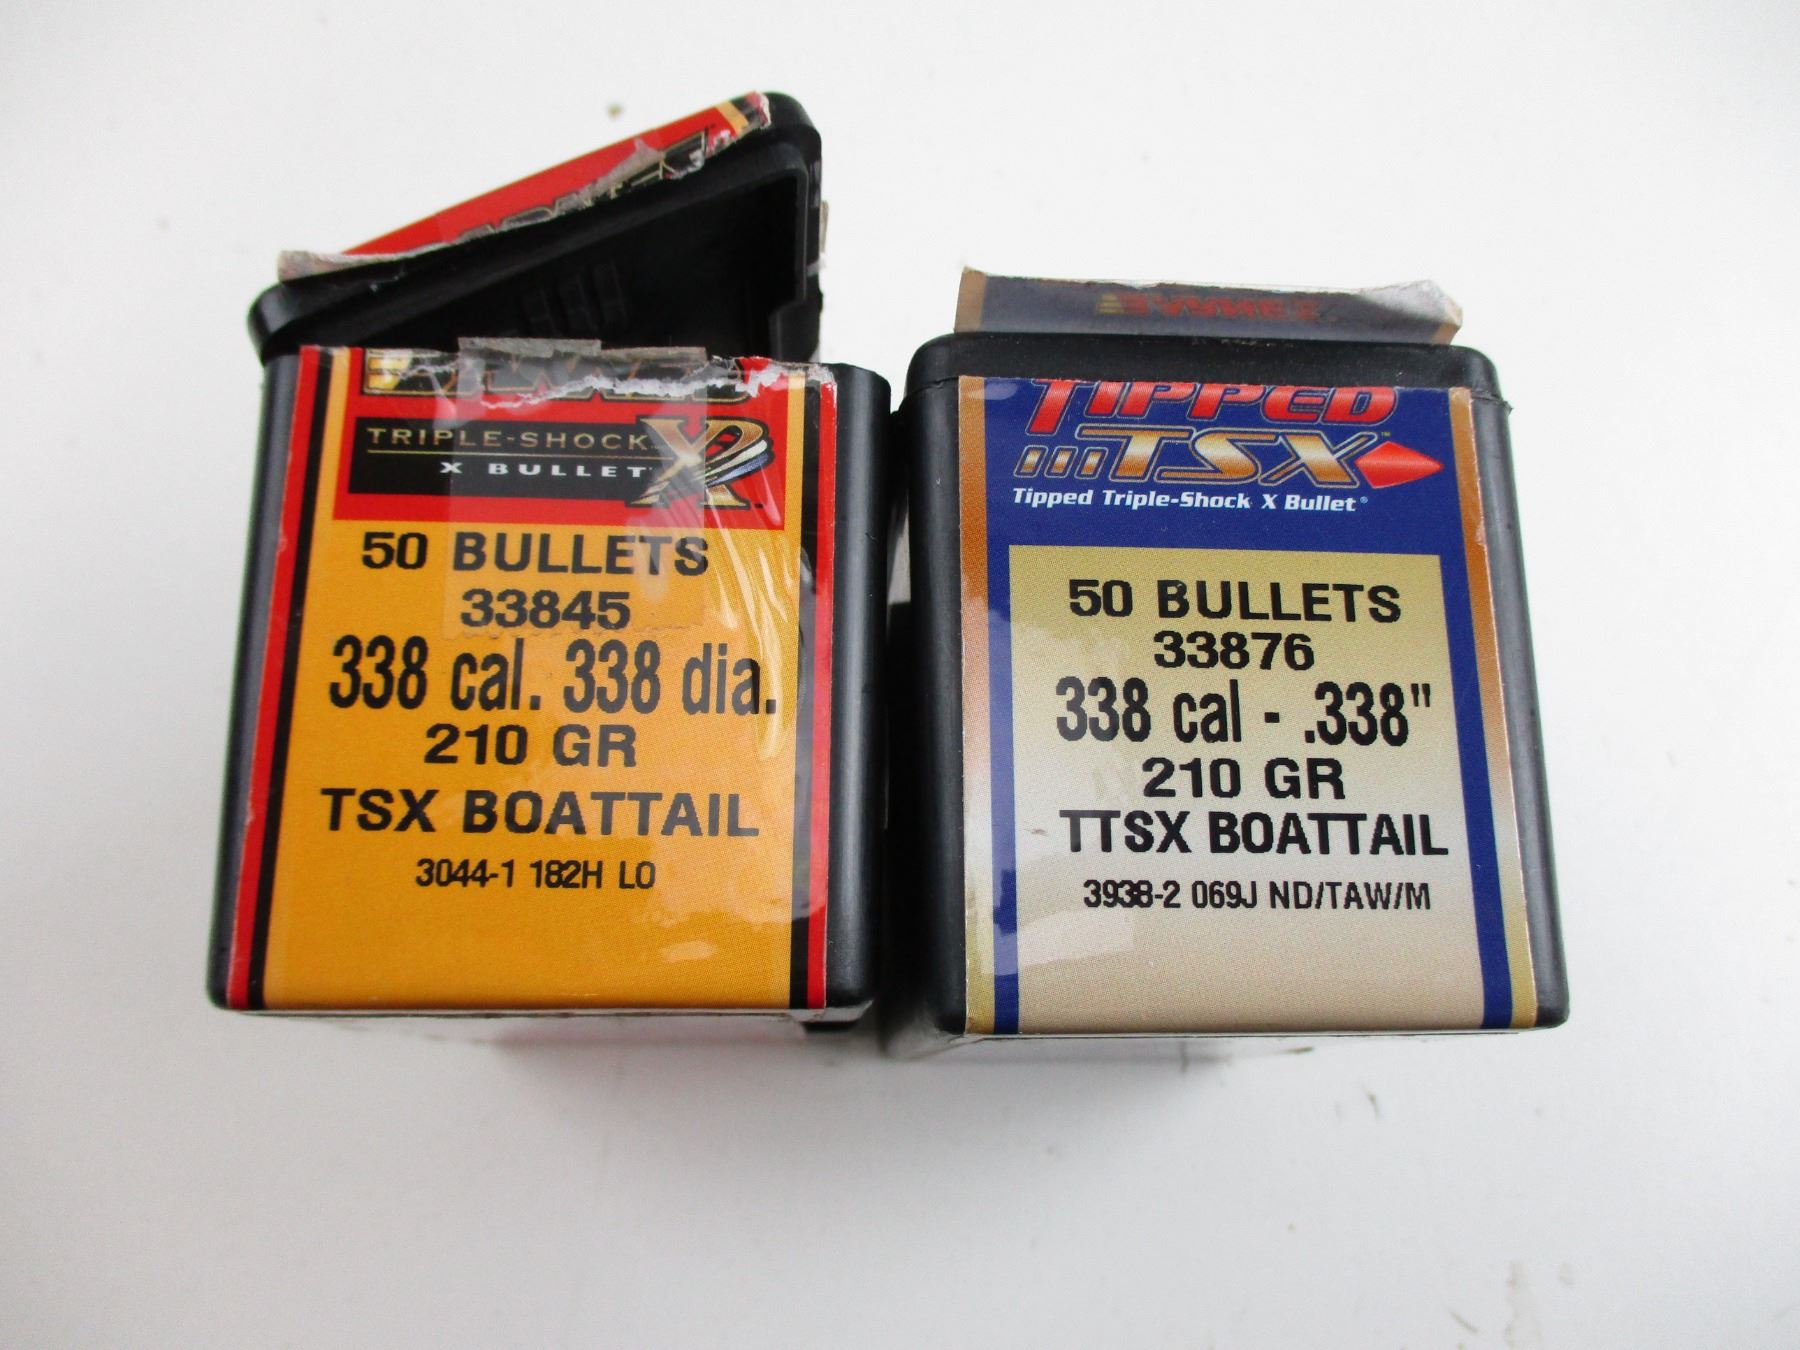 TRIPLE-SHOCK
X BULLET
50 BULLETS
33845
338 cal. 338 dia.
210 GR
TSX BOATTAIL
3044-1 182H LO
TIPPED
TSX™
Tipped Triple-Shock X Bullet®
50 BULLETS
33876
338 cal - .338"
210 GR
TTSX BOATTAIL
3938-2 069J ND/TAW/M